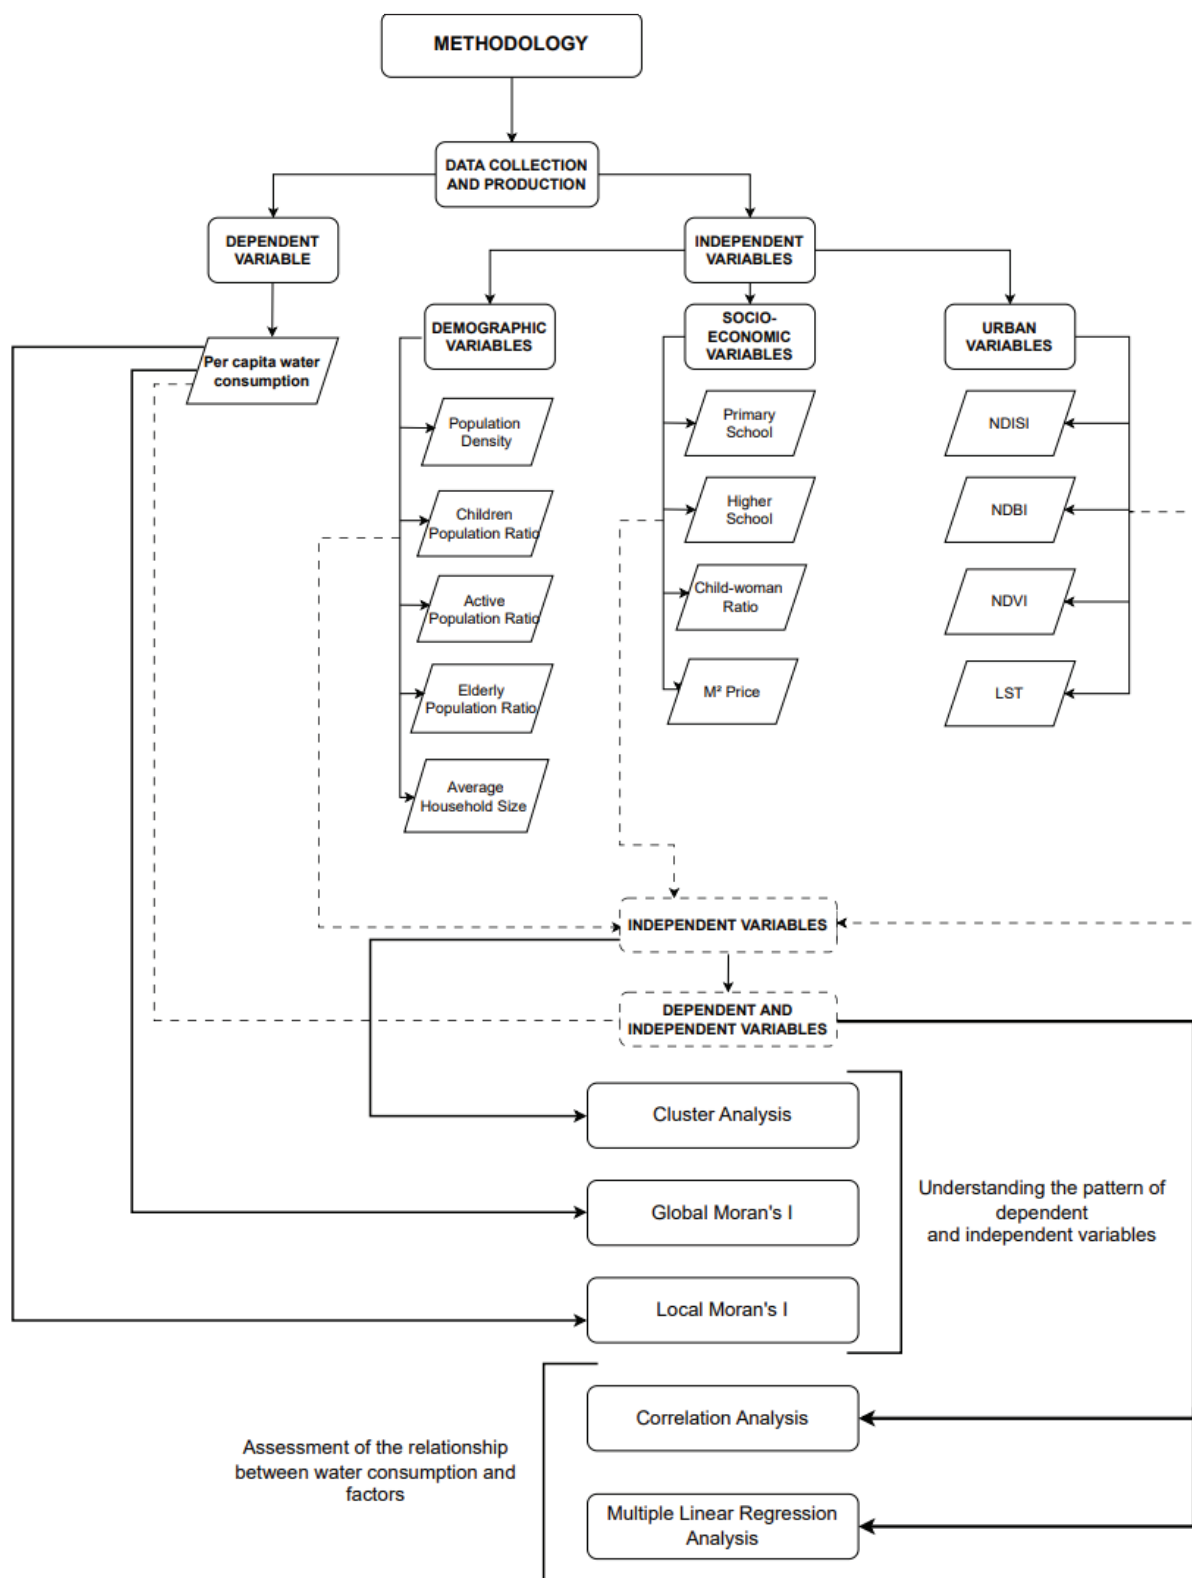 METHODOLOGY
DATA COLLECTION
AND PRODUCTION
DEPENDENT
VARIABLE
INDEPENDENT
VARIABLES
DEMOGRAPHIC
VARIABLES
SOCIO-
ECONOMIC
VARIABLES
URBAN
VARIABLES
Per capita water
consumption
Population
Density
Children
Population Ratio
Active
Population Ratio
Elderly
Population Ratio
Average
Household Size
Primary
School
Higher
School
Child-woman
Ratio
M² Price
NDISI
NDBI
NDVI
LST
INDEPENDENT VARIABLES
DEPENDENT AND
INDEPENDENT VARIABLES
Cluster Analysis
Global Moran's I
Local Moran's I
Understanding the pattern of
dependent
and independent variables
Correlation Analysis
Multiple Linear Regression
Analysis
Assessment of the relationship
between water consumption and
factors